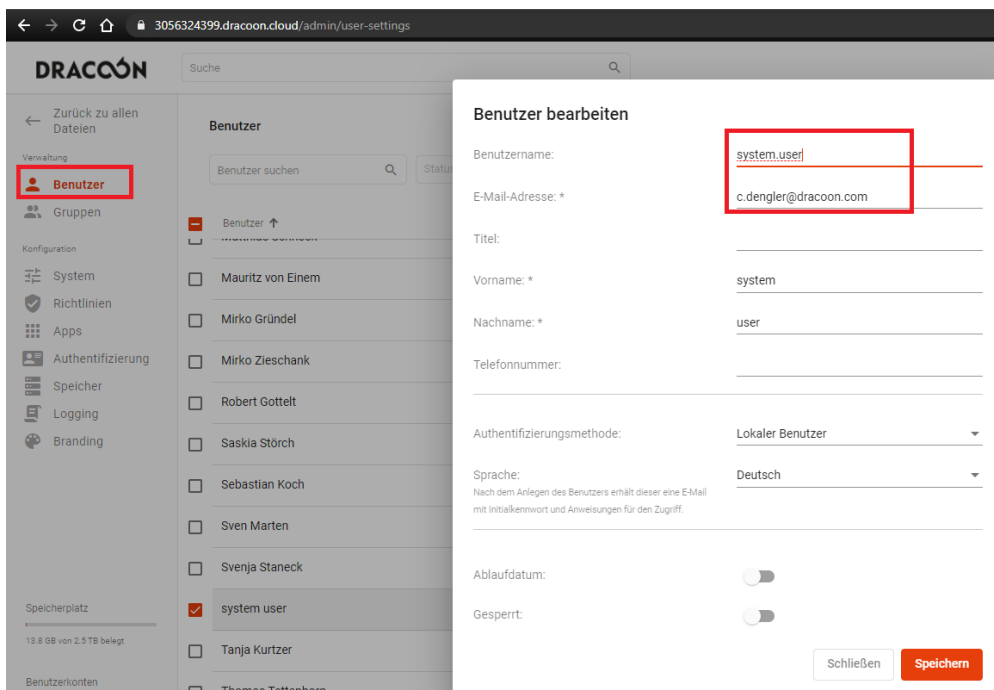 3056324399.dracoon.cloud/admin/user-settings
DRACOON
Suche
Zurück zu allen
Dateien
Verwaltung
Benutzer
Gruppen
Konfiguration
System
Richtlinien
Apps
Authentifizierung
Speicher
Logging
Branding
Speicherplatz
13.8 GB von 2.5 TB belegt
Benutzerkonten
Benutzer
Benutzer suchen
Status
Benutzer
Mauritz von Einem
Mirko Gründel
Mirko Zieschank
Robert Gottelt
Saskia Störch
Sebastian Koch
Sven Marten
Svenja Staneck
system user
Tanja Kurtzer
Benutzer bearbeiten
Benutzername: system.user
E-Mail-Adresse: * c.dengler@dracoon.com
Titel:
Vorname: * system
Nachname: * user
Telefonnummer:
Authentifizierungsmethode: Lokaler Benutzer
Sprache: Deutsch
Nach dem Anlegen des Benutzers erhält dieser eine E-Mail
mit Initialkennwort und Anweisungen für den Zugriff.
Ablaufdatum:
Gesperrt:
Schließen Speichern